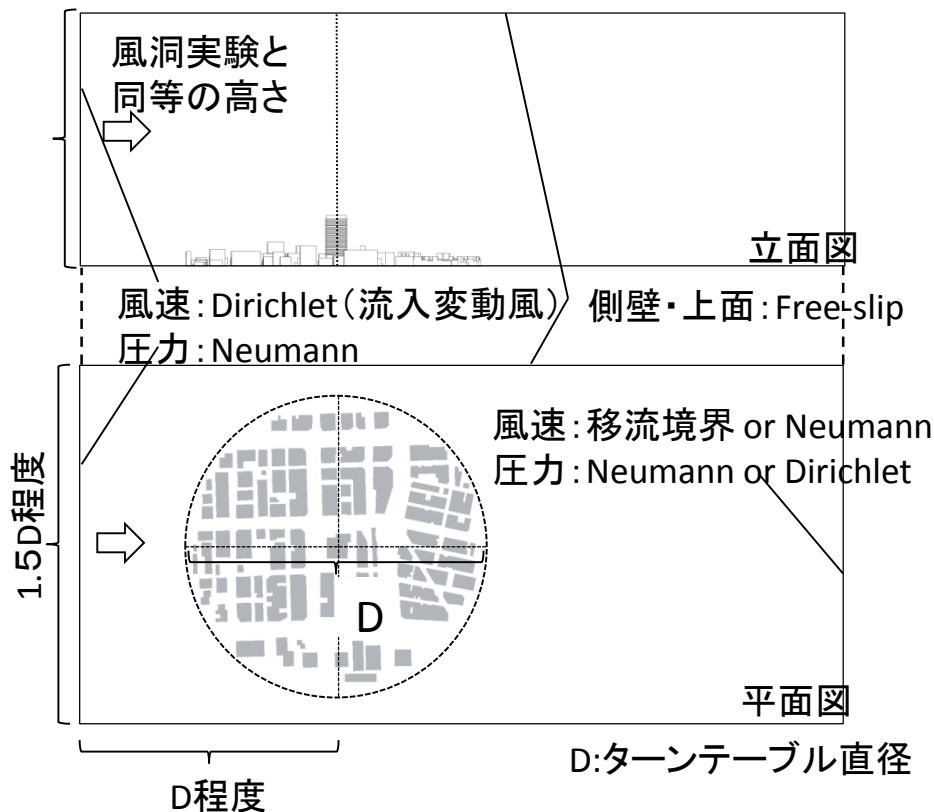 風洞実験と
同等の高さ
立面図
風速：Dirichlet（流入変動風）
圧力：Neumann
側壁・上面：Free-slip
風速：移流境界 or Neumann
圧力：Neumann or Dirichlet
1.5D程度
D
平面図
D程度
D:ターンテーブル直径